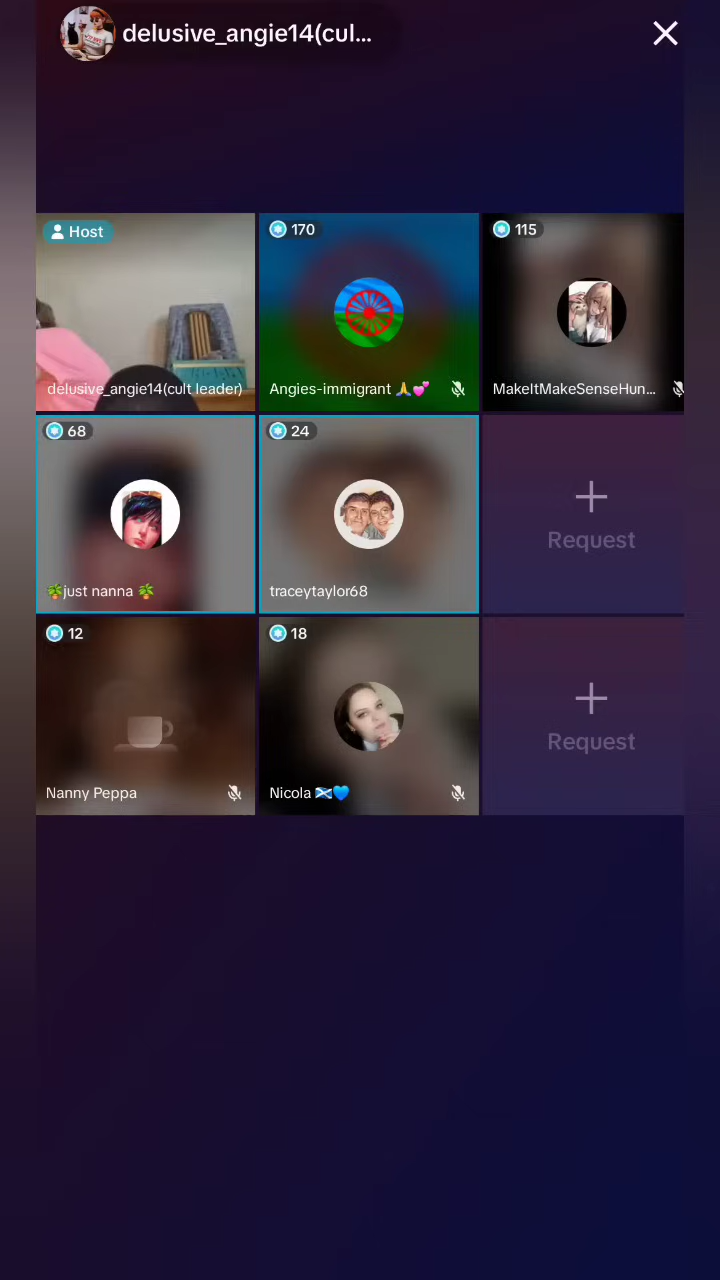 delusive_angie14(cul...
Host
170
115
delusive_angie14(cult leader)
Angies-immigrant 🙏💕
MakeItMakeSenseHun...
68
24
Request
🪴just nanna 🪴
traceytaylor68
12
18
Request
Nanny Peppa
Nicola 🏴󠁧󠁢󠁳󠁣󠁴󠁿💙